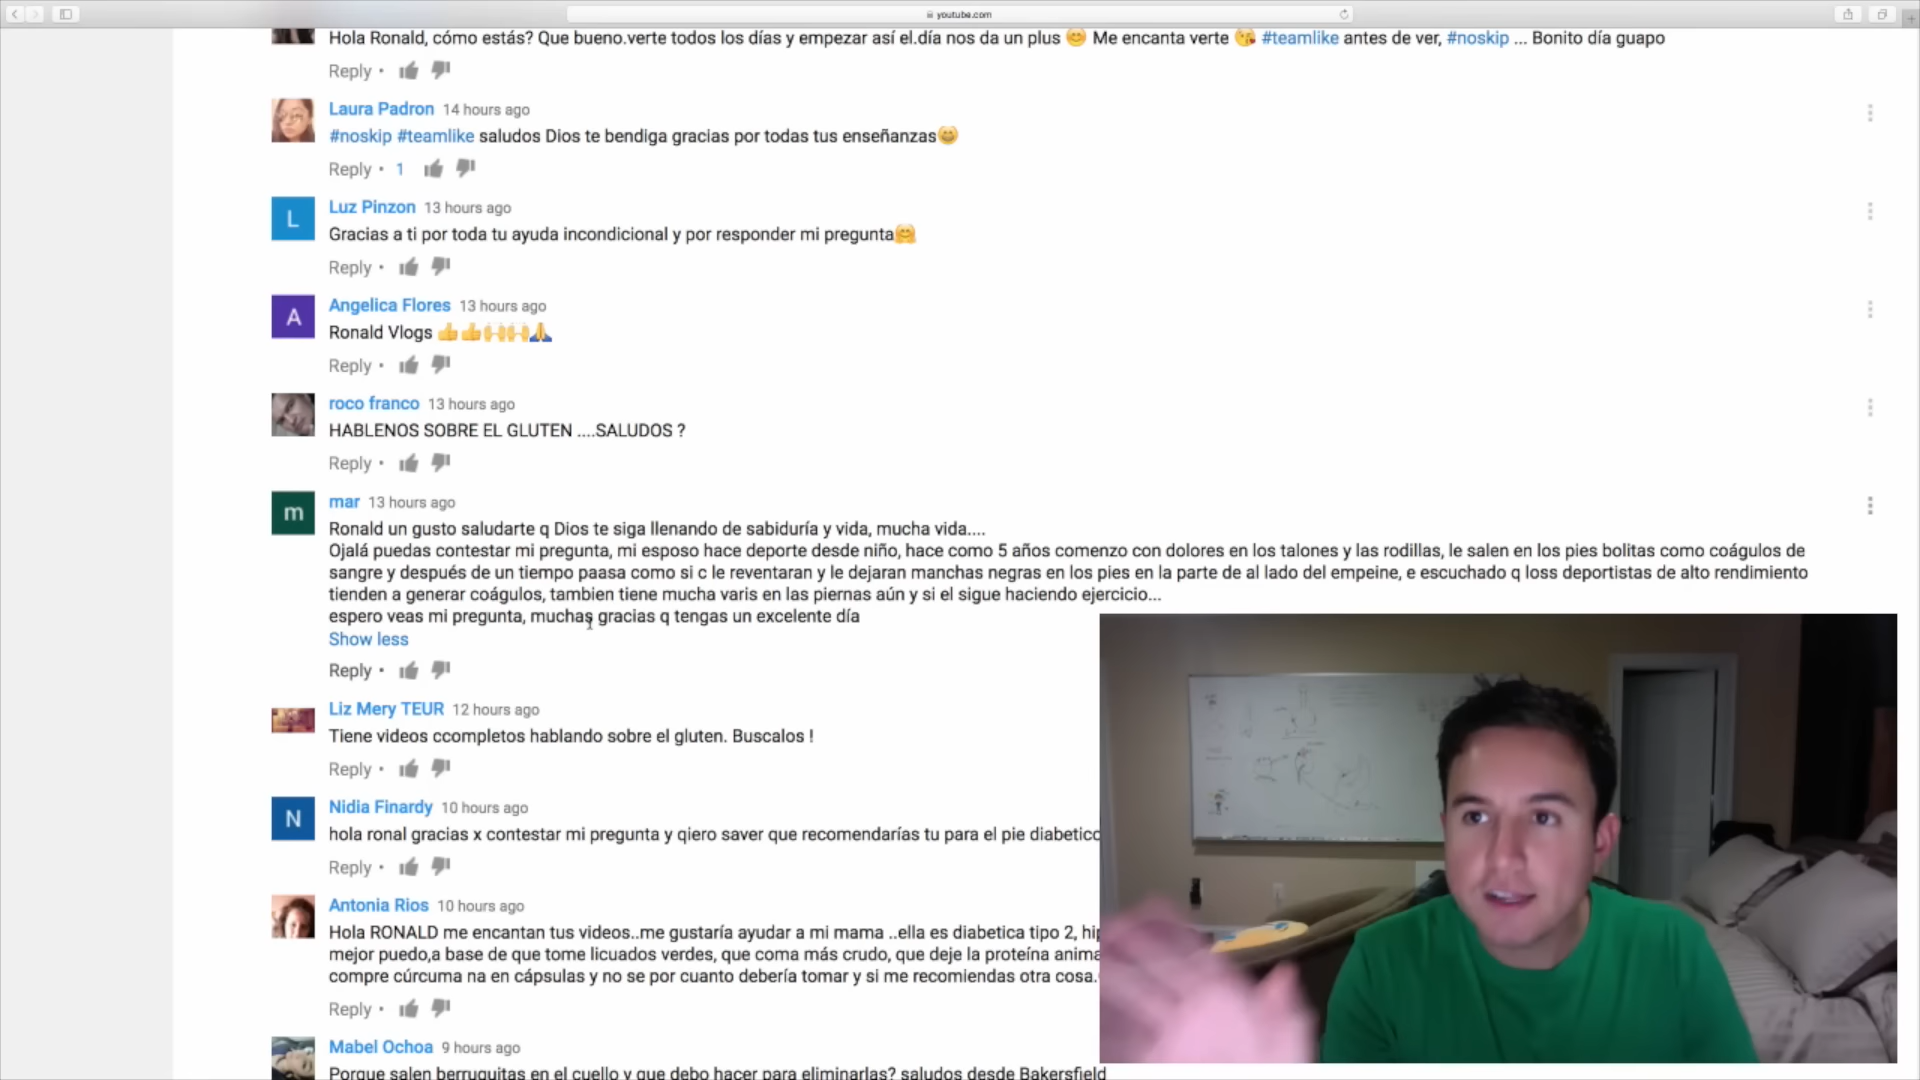 youtube.com
Hola Ronald, cómo estás? Que bueno.verte todos los días y empezar así el.día nos da un plus 😊 Me encanta verte 😘 #teamlike antes de ver, #noskip ... Bonito día guapo
Reply •
Laura Padron 14 hours ago
#noskip #teamlike saludos Dios te bendiga gracias por todas tus enseñanzas😄
Reply • 1
L Luz Pinzon 13 hours ago
Gracias a ti por toda tu ayuda incondicional y por responder mi pregunta🤗
Reply •
A Angelica Flores 13 hours ago
Ronald Vlogs 👍👍🙌🙌🙏
Reply •
roco franco 13 hours ago
HABLENOS SOBRE EL GLUTEN ....SALUDOS ?
Reply •
m mar 13 hours ago
Ronald un gusto saludarte q Dios te siga llenando de sabiduría y vida, mucha vida....
Ojalá puedas contestar mi pregunta, mi esposo hace deporte desde niño, hace como 5 años comenzo con dolores en los talones y las rodillas, le salen en los pies bolitas como coágulos de
sangre y después de un tiempo paasa como si c le reventaran y le dejaran manchas negras en los pies en la parte de al lado del empeine, e escuchado q loss deportistas de alto rendimiento
tienden a generar coágulos, tambien tiene mucha varis en las piernas aún y si el sigue haciendo ejercicio...
espero veas mi pregunta, muchas gracias q tengas un excelente día
Show less
Reply •
Liz Mery TEUR 12 hours ago
Tiene videos ccompletos hablando sobre el gluten. Buscalos !
Reply •
N Nidia Finardy 10 hours ago
hola ronal gracias x contestar mi pregunta y qiero saver que recomendarías tu para el pie diabetico
Reply •
Antonia Rios 10 hours ago
Hola RONALD me encantan tus videos..me gustaría ayudar a mi mama ..ella es diabetica tipo 2, hip
mejor puedo,a base de que tome licuados verdes, que coma más crudo, que deje la proteína anima
compre cúrcuma na en cápsulas y no se por cuanto debería tomar y si me recomiendas otra cosa.
Reply •
Mabel Ochoa 9 hours ago
Porque salen berruguitas en el cuello y que debo hacer para eliminarlas? saludos desde Bakersfield